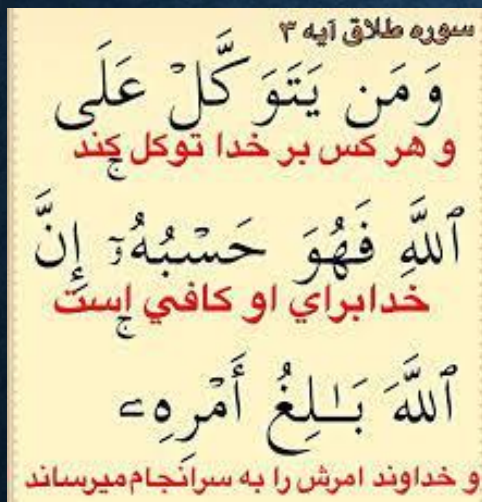 سوره طلاق آیه ۳
وَمَن يَتَوَكَّلْ عَلَى
و هر کس بر خدا توکل کند
ٱللَّهِ فَهُوَ حَسْبُهُۥٓ ۚ إِنَّ
خدابراي او کافي است
ٱللَّهَ بَـٰلِغُ أَمْرِهِۦ ۚ
و خداوند امرش را به سرانجام‌میرساند